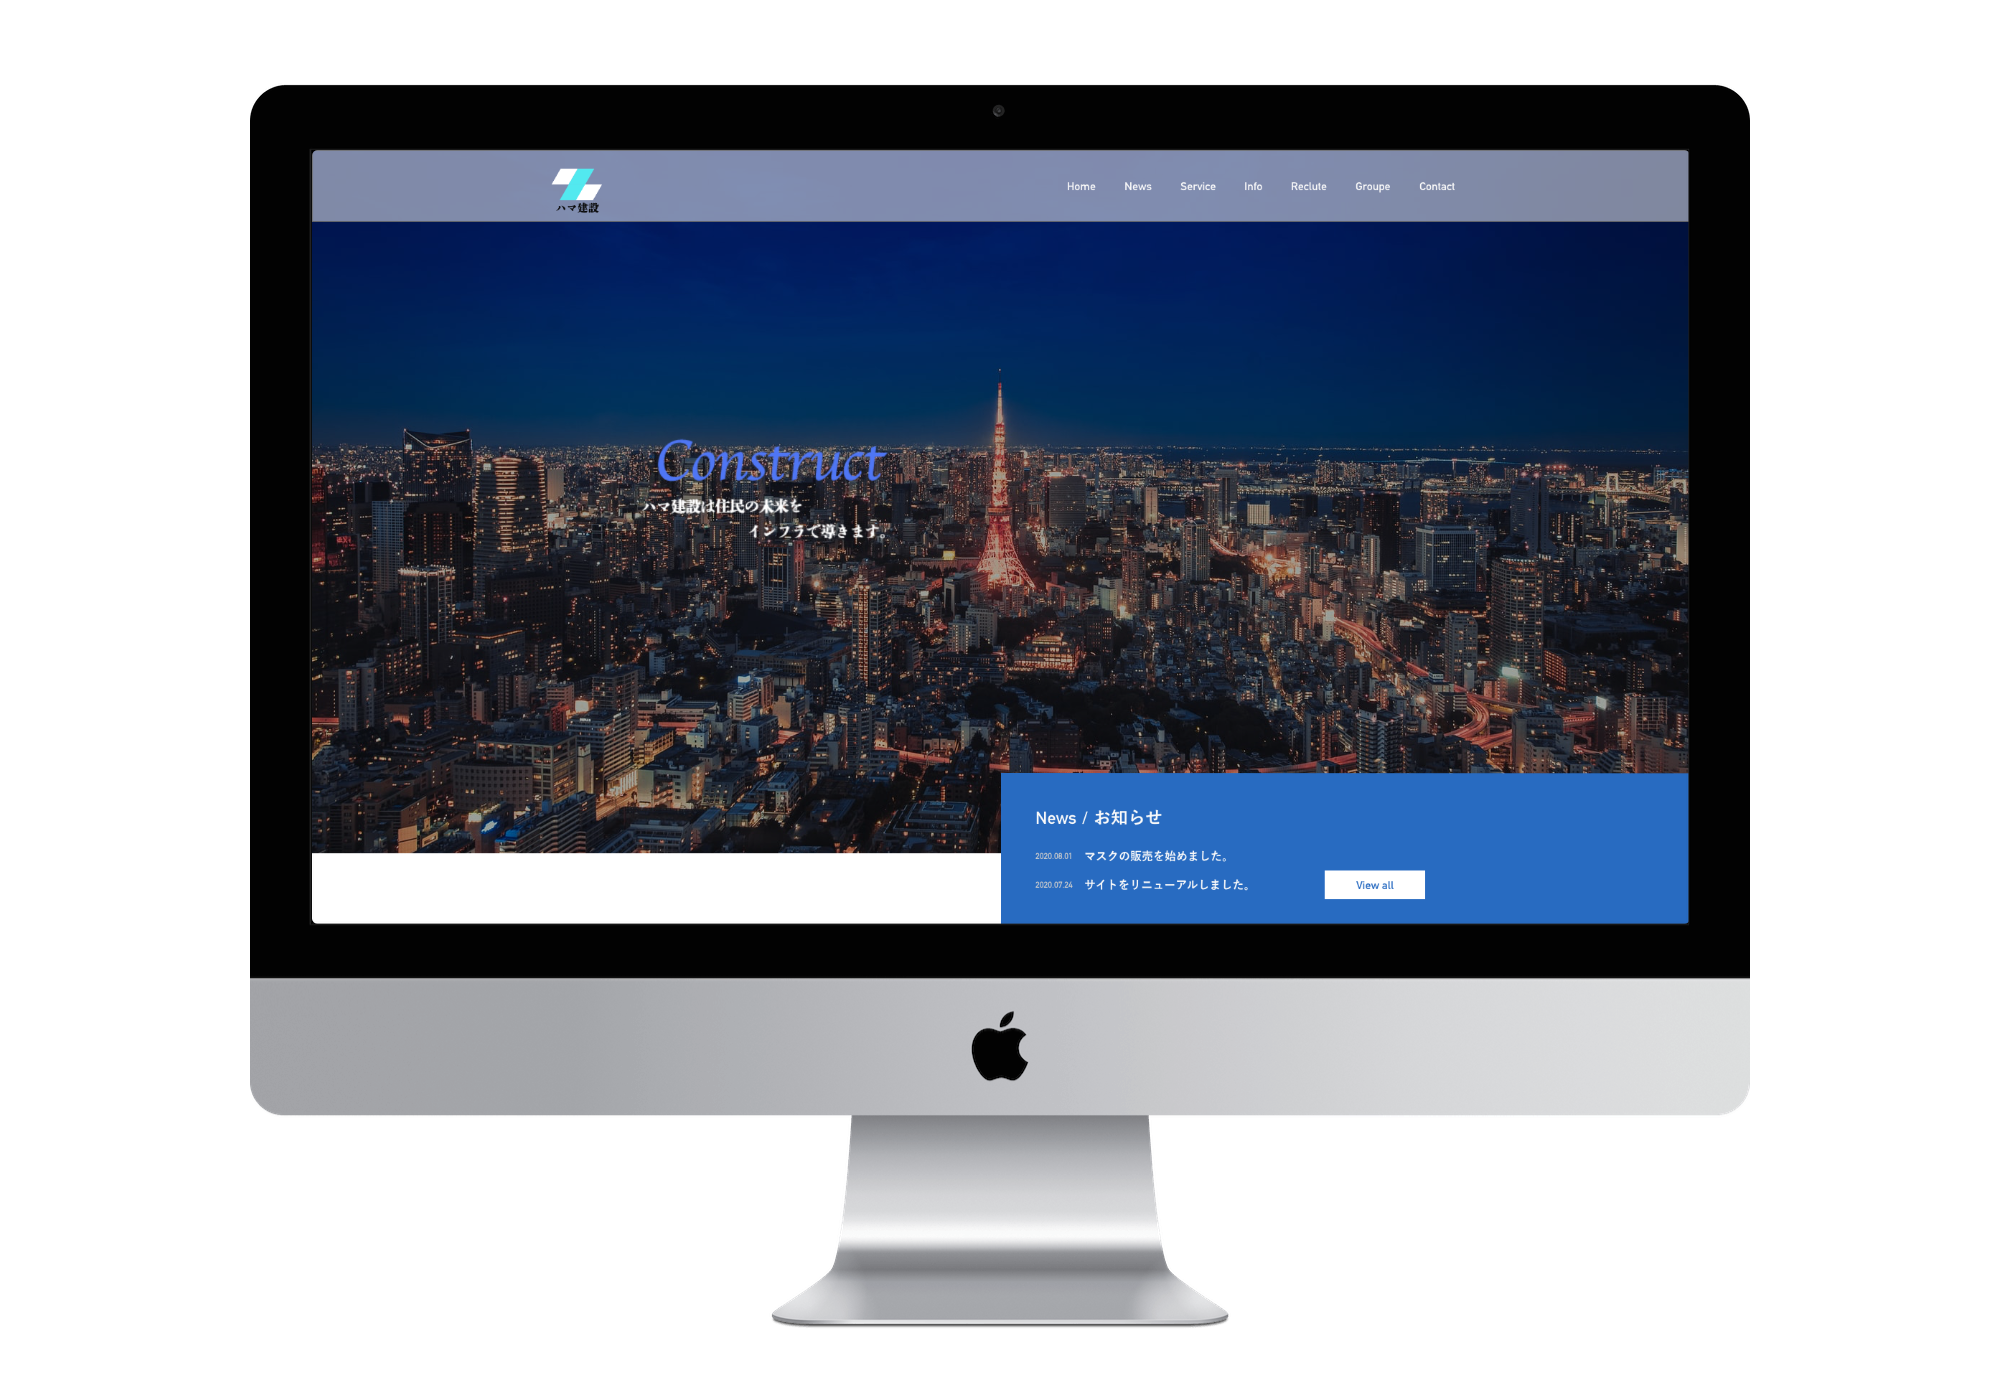 ハマ建設
Home News Service Info Reclute Groupe Contact
Construct
ハマ建設は住民の未来を
インフラで導きます。
News / お知らせ
2020.08.01 マスクの販売を始めました。
2020.07.24 サイトをリニューアルしました。
View all